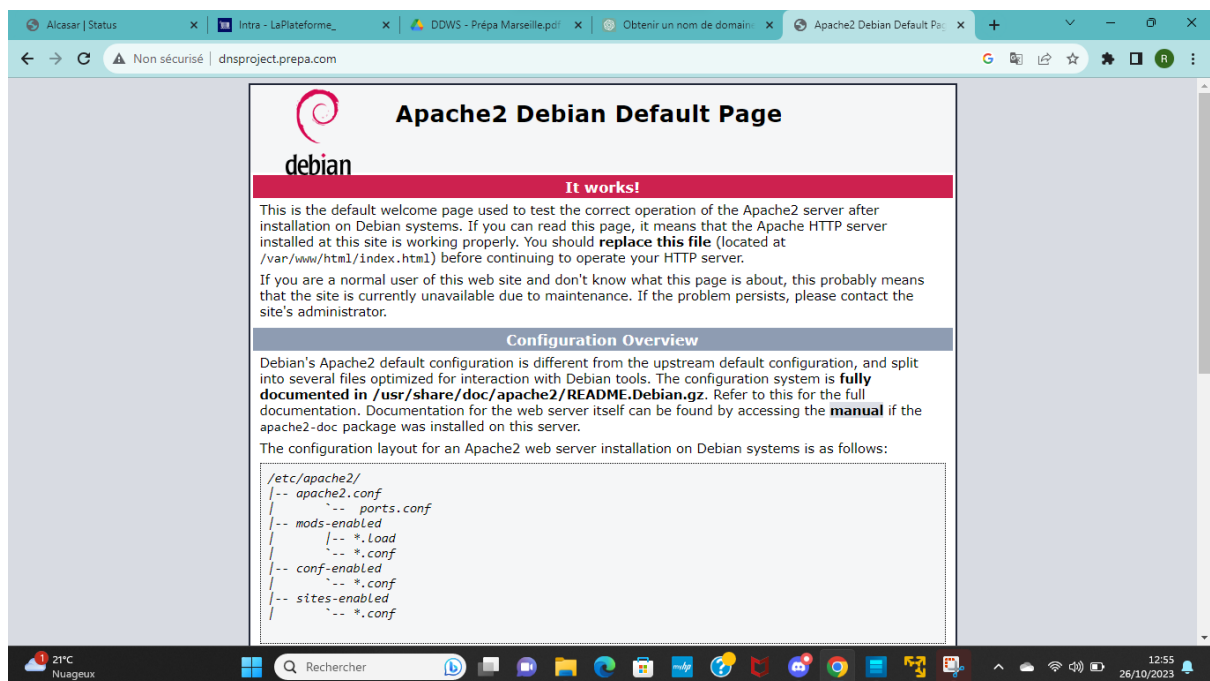 Alcasar | Status
Intra - LaPlateforme_
DDWS - Prépa Marseille.pdf
Obtenir un nom de domaine
Apache2 Debian Default Pag
Non sécurisé | dnsproject.prepa.com
G
R
debian
Apache2 Debian Default Page
It works!
This is the default welcome page used to test the correct operation of the Apache2 server after
installation on Debian systems. If you can read this page, it means that the Apache HTTP server
installed at this site is working properly. You should replace this file (located at
/var/www/html/index.html) before continuing to operate your HTTP server.
If you are a normal user of this web site and don't know what this page is about, this probably means
that the site is currently unavailable due to maintenance. If the problem persists, please contact the
site's administrator.
Configuration Overview
Debian's Apache2 default configuration is different from the upstream default configuration, and split
into several files optimized for interaction with Debian tools. The configuration system is fully
documented in /usr/share/doc/apache2/README.Debian.gz. Refer to this for the full
documentation. Documentation for the web server itself can be found by accessing the manual if the
apache2-doc package was installed on this server.
The configuration layout for an Apache2 web server installation on Debian systems is as follows:
/etc/apache2/
|-- apache2.conf
|       `--  ports.conf
|-- mods-enabled
|       |-- *.load
|       `-- *.conf
|-- conf-enabled
|       `-- *.conf
|-- sites-enabled
|       `-- *.conf
1
21°C
Nuageux
Rechercher
12:55
26/10/2023